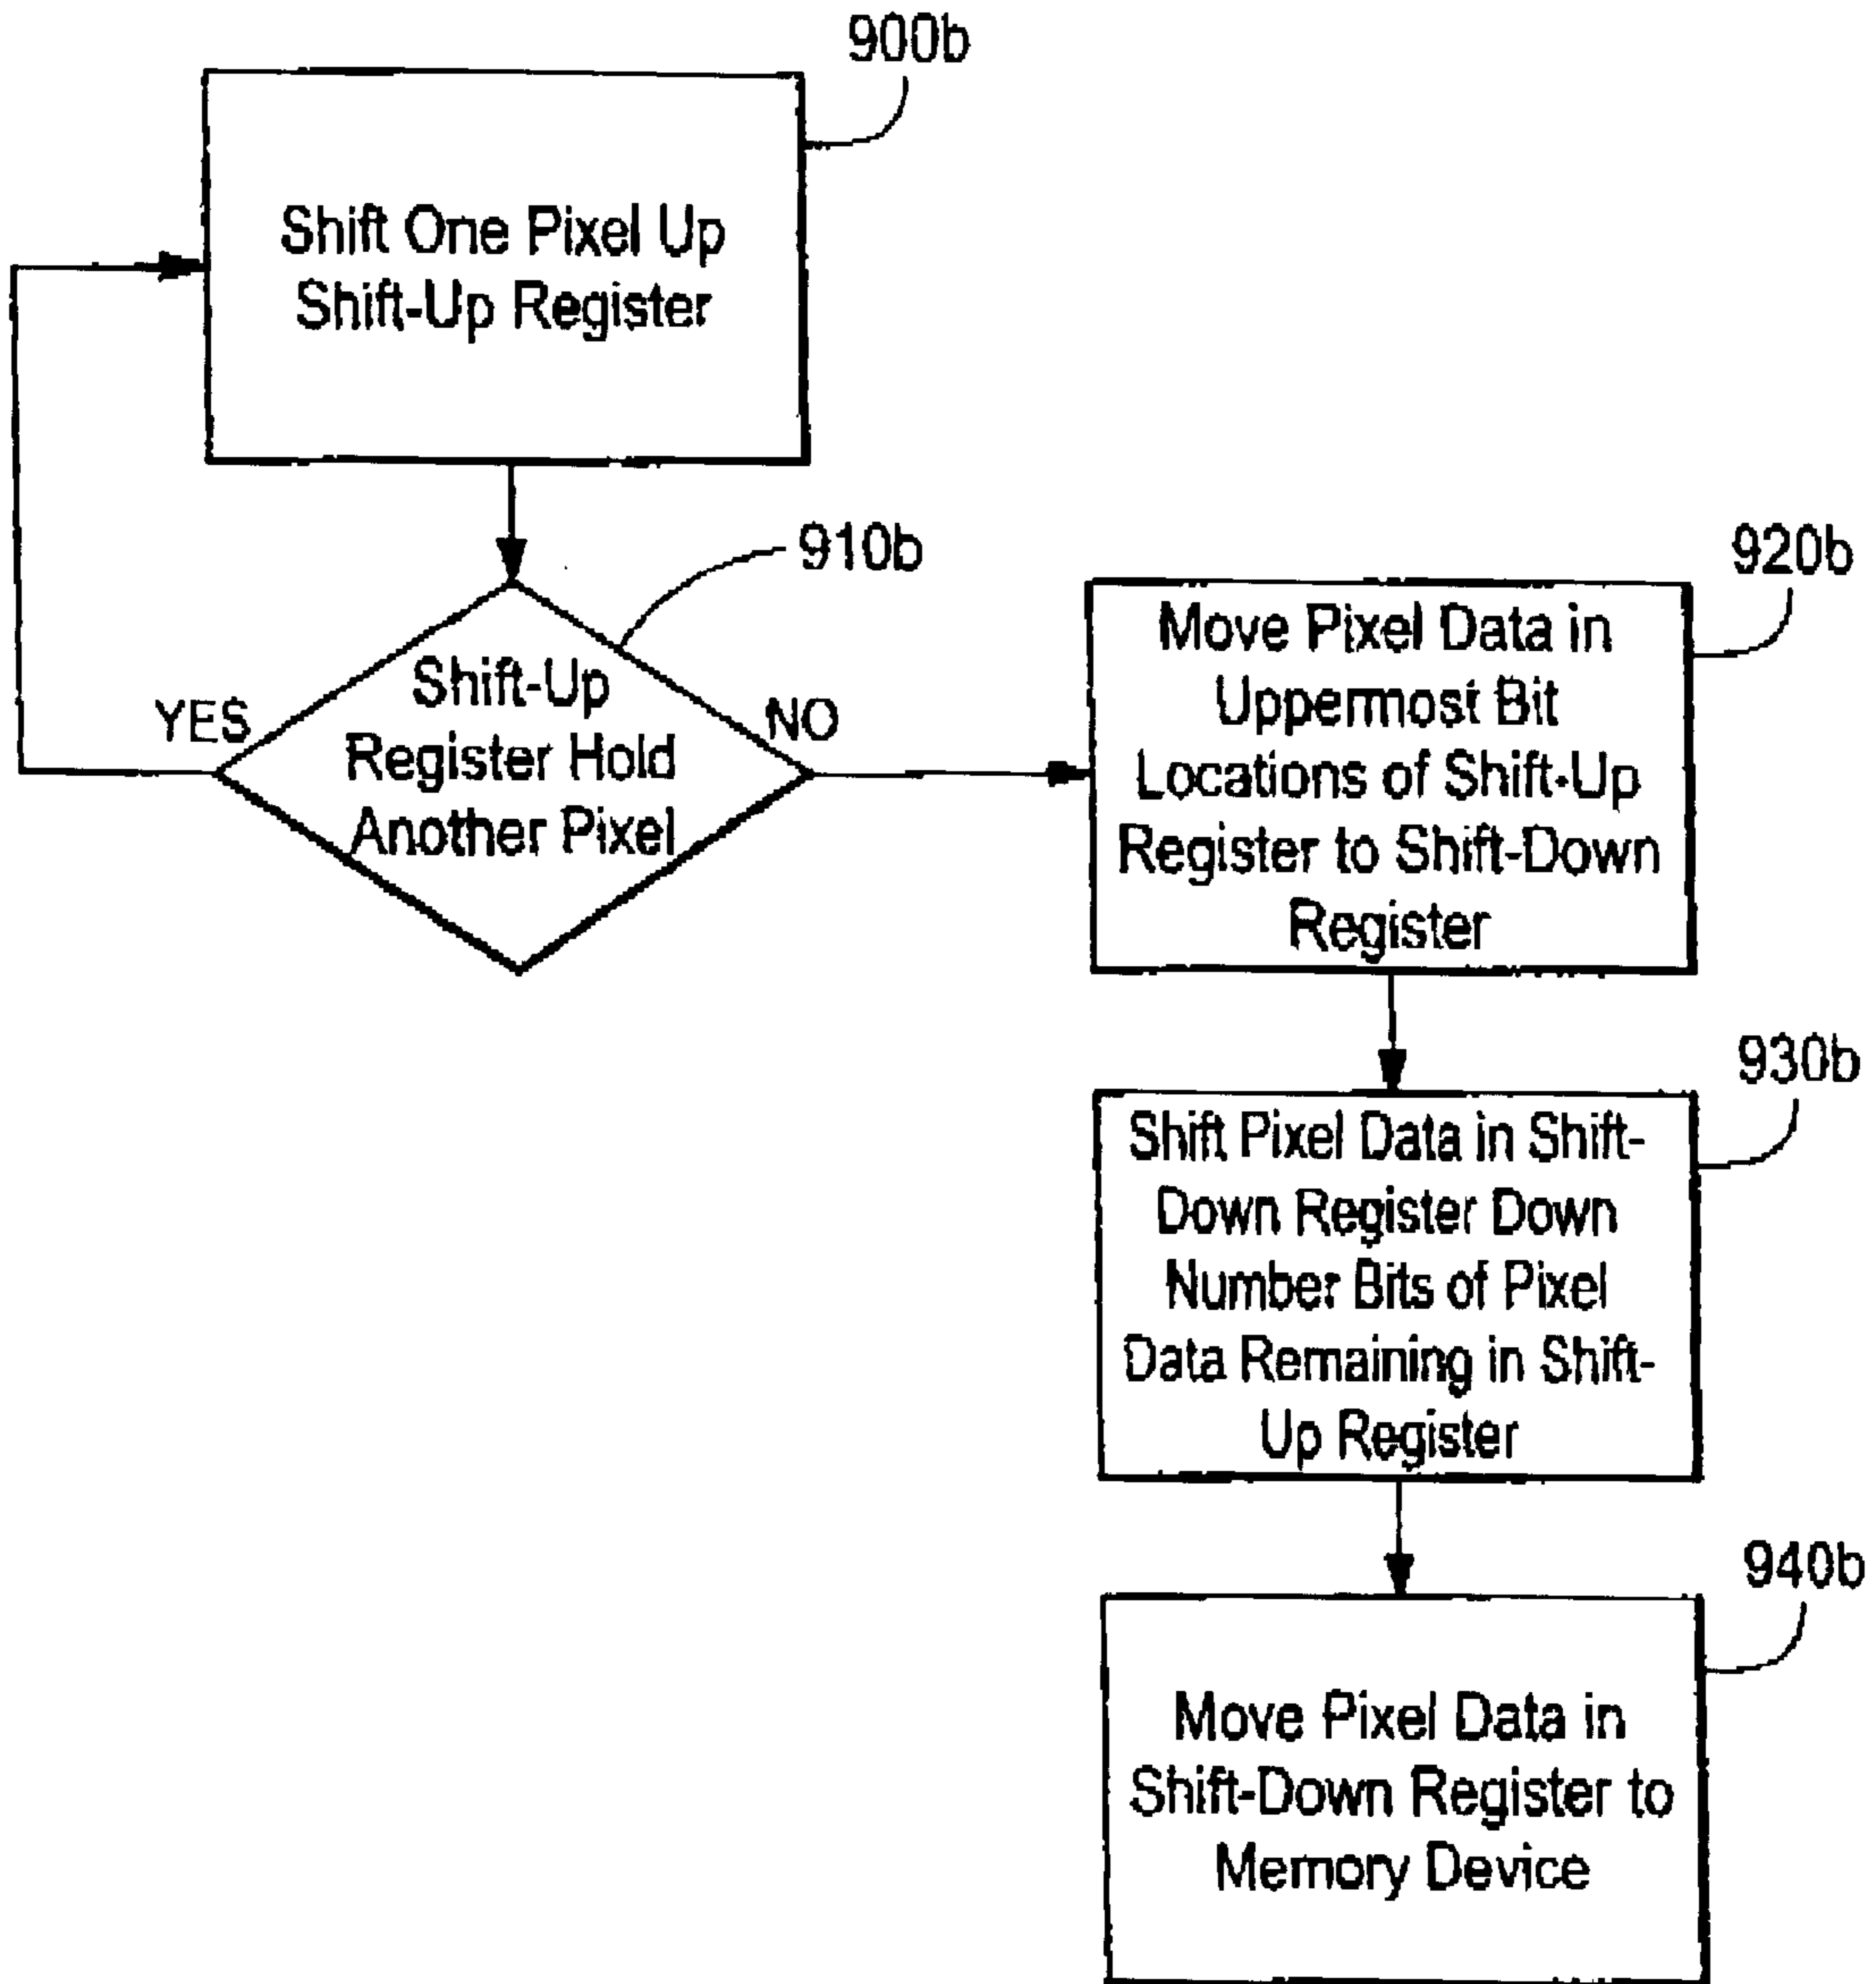 900b
Shift One Pixel Up
Shift-Up Register
910b
Shift-Up
Register Hold
Another Pixel
YES
NO
920b
Move Pixel Data in
Uppermost Bit
Locations of Shift-Up
Register to Shift-Down
Register
930b
Shift Pixel Data in Shift-
Down Register Down
Number Bits of Pixel
Data Remaining in Shift-
Up Register
940b
Move Pixel Data in
Shift-Down Register to
Memory Device